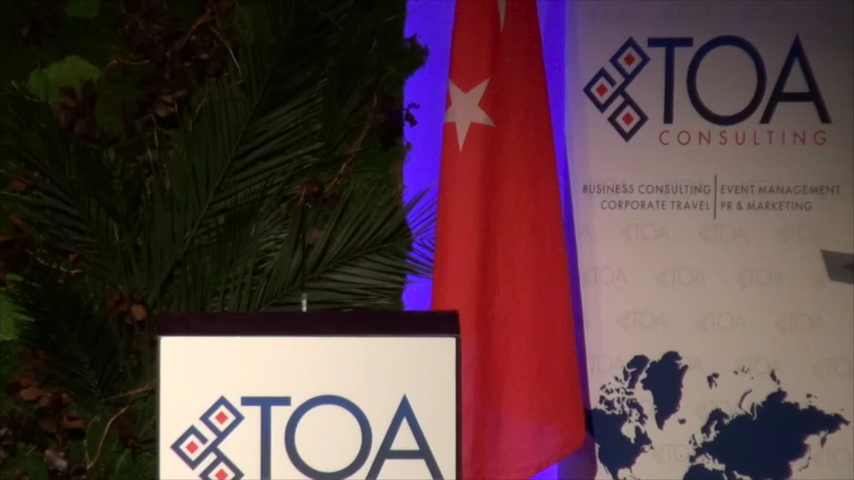 TOA
CONSULTING
BUSINESS CONSULTING | EVENT MANAGEMENT
CORPORATE TRAVEL | PR & MARKETING
TOA